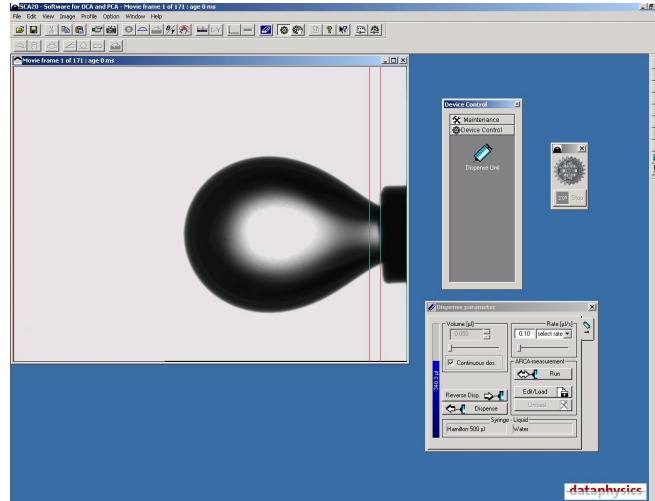 SCA20 - Software for OCA and PCA - Movie frame 1 of 171 : age 0 ms
File Edit View Image Profile Option Window Help
L-Y
Movie frame 1 of 171 : age 0 ms
Device Control
Maintenance
Device Control
Dispense Unit
Stop
Dispense parameter
Volume [µl]
0.050
Rate [µl/s]
0.10 select rate
Continuous dos.
ARCA-measurement
Run
Reverse Disp.
Edit/Load
Dispense
Unload
Syringe - Liquid
Hamilton 500 µl
Water
dataphysics